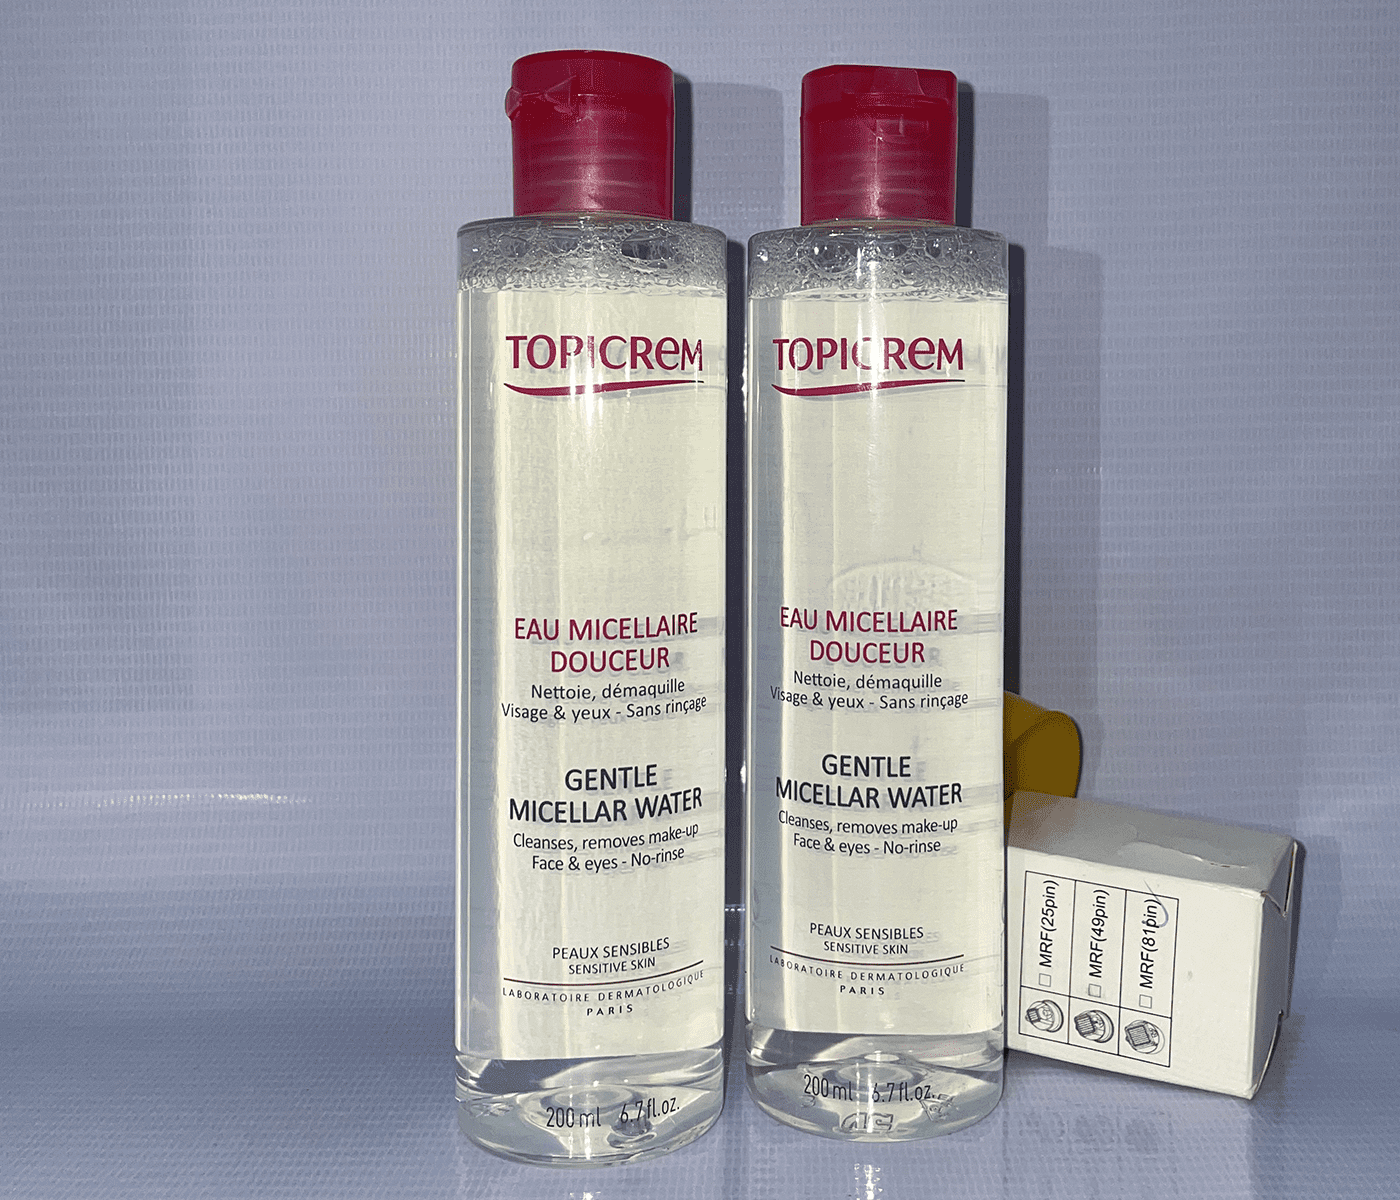 TOPICREM
EAU MICELLAIRE
DOUCEUR
Nettoie, démaquille
Visage & yeux - Sans rinçage
GENTLE
MICELLAR WATER
Cleanses, removes make-up
Face & eyes - No-rinse
PEAUX SENSIBLES
SENSITIVE SKIN
LABORATOIRE DERMATOLOGIQUE
PARIS
200 ml 6.7 fl.oz.
TOPICREM
EAU MICELLAIRE
DOUCEUR
Nettoie, démaquille
Visage & yeux - Sans rinçage
GENTLE
MICELLAR WATER
Cleanses, removes make-up
Face & eyes - No-rinse
PEAUX SENSIBLES
SENSITIVE SKIN
LABORATOIRE DERMATOLOGIQUE
PARIS
200 ml 6.7 fl.oz.
MRF(25pin)
MRF(49pin)
MRF(81pin)